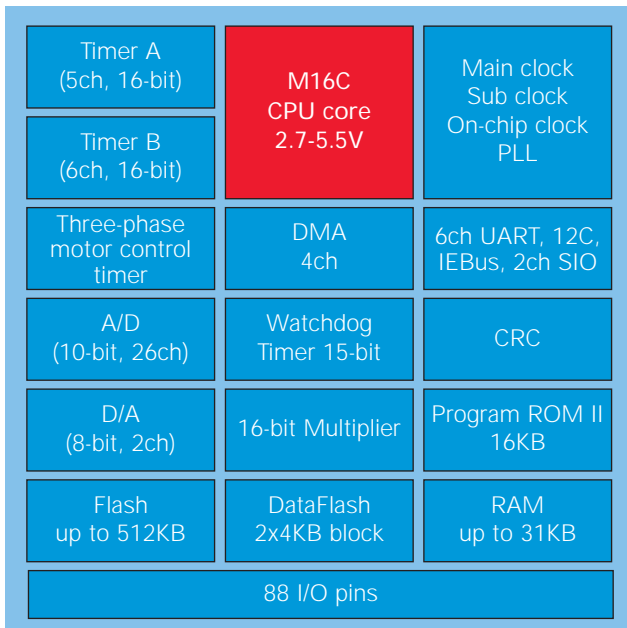 Timer A
(5ch, 16-bit)
M16C
CPU core
2.7-5.5V
Main clock
Sub clock
On-chip clock
PLL
Timer B
(6ch, 16-bit)
Three-phase
motor control
timer
DMA
4ch
6ch UART, 12C,
IEBus, 2ch SIO
A/D
(10-bit, 26ch)
Watchdog
Timer 15-bit
CRC
D/A
(8-bit, 2ch)
16-bit Multiplier
Program ROM II
16KB
Flash
up to 512KB
DataFlash
2x4KB block
RAM
up to 31KB
88 I/O pins